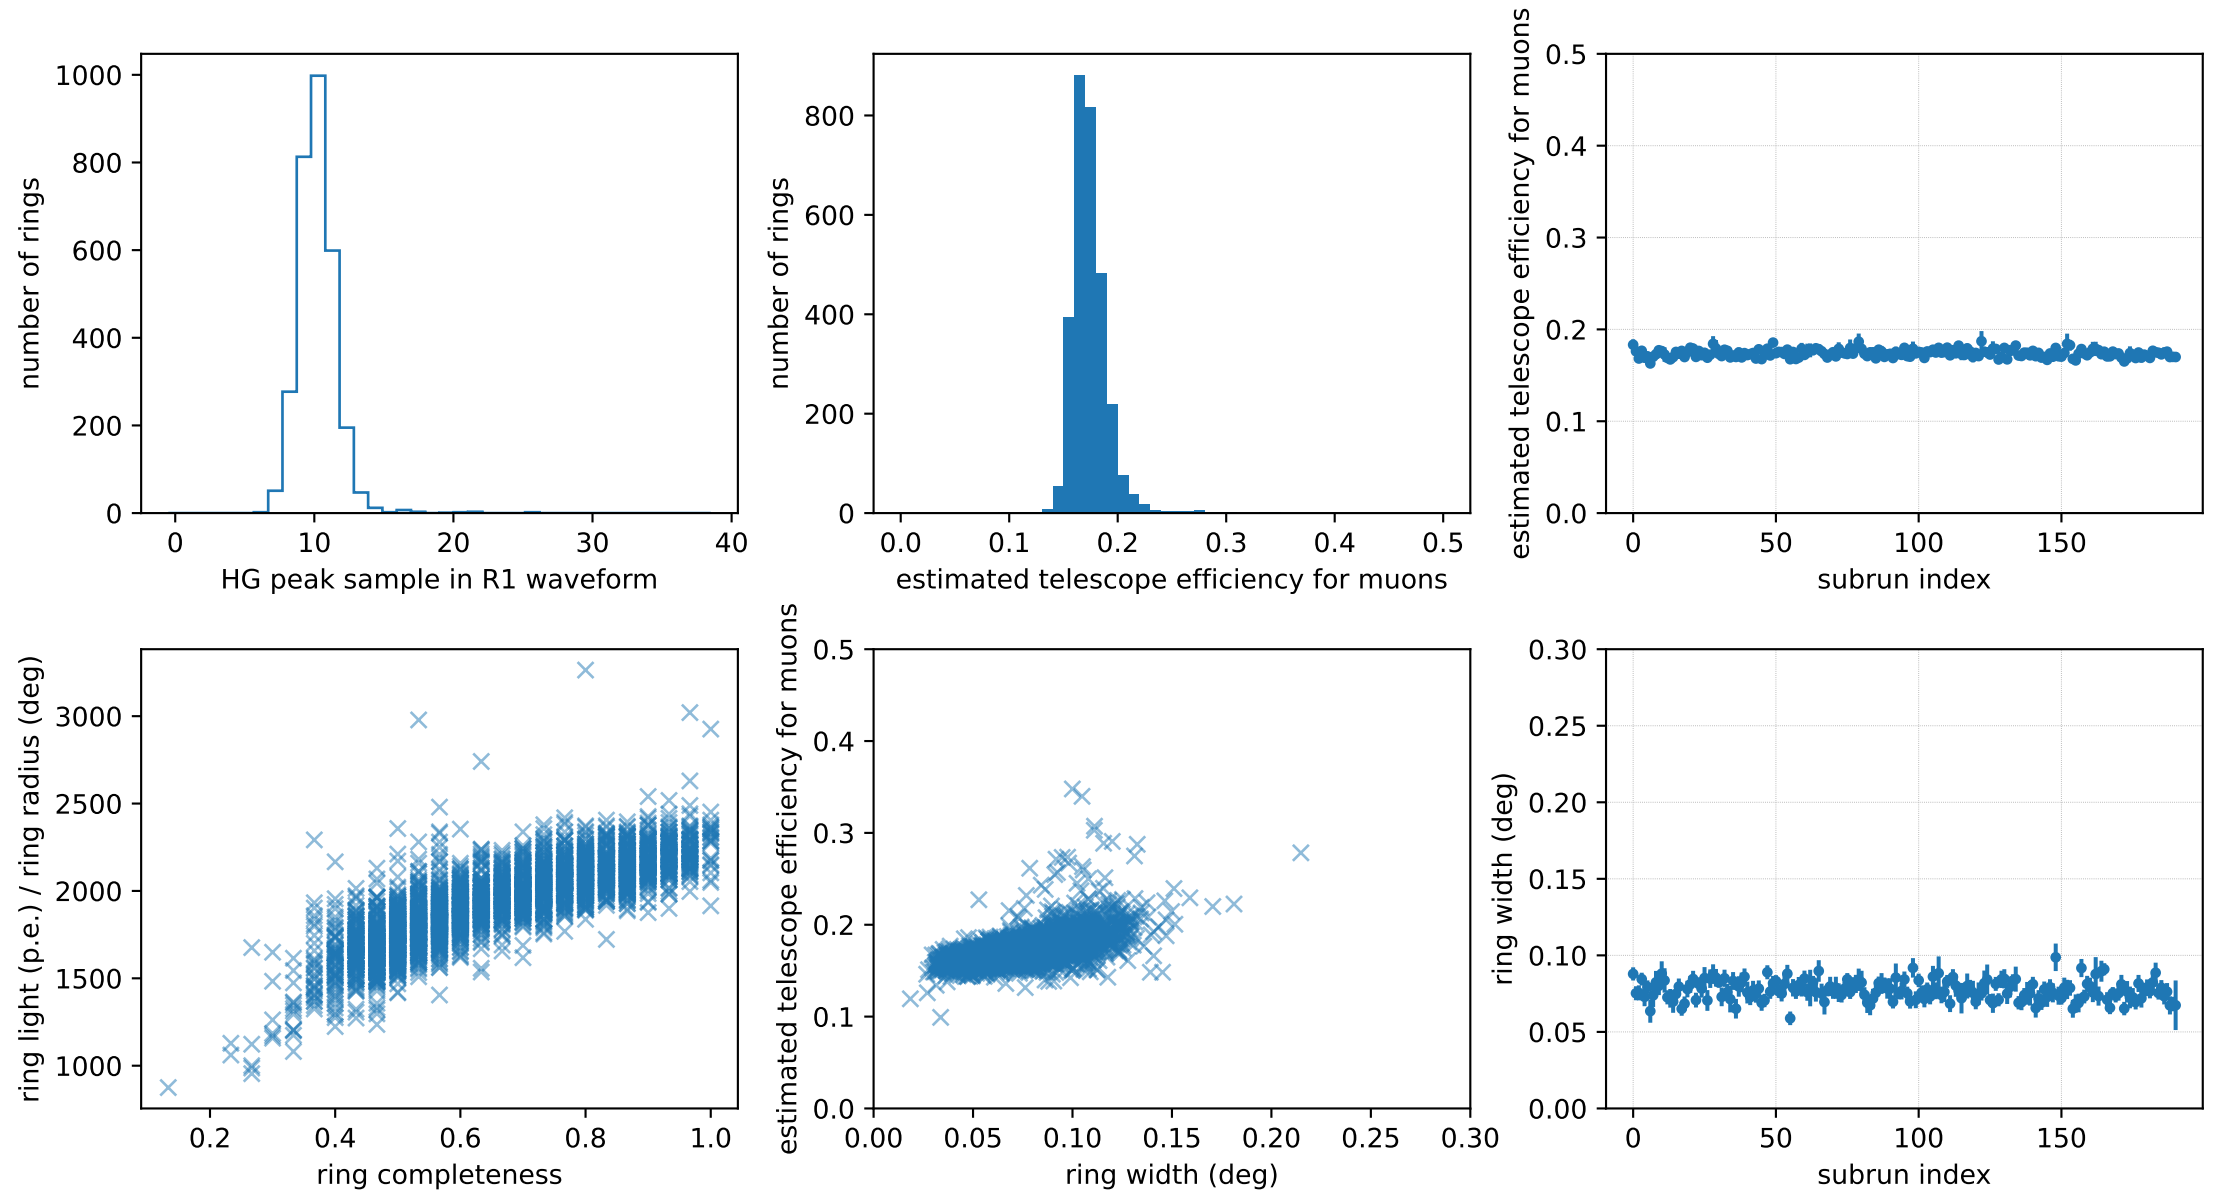 1000
800
600
400
200
0
number of rings
0 10 20 30 40
HG peak sample in R1 waveform
800
600
400
200
0
number of rings
0.0 0.1 0.2 0.3 0.4 0.5
estimated telescope efficiency for muons
0.5
0.4
0.3
0.2
0.1
0.0
estimated telescope efficiency for muons
0 50 100 150
subrun index
3000
2500
2000
1500
1000
ring light (p.e.) / ring radius (deg)
0.2 0.4 0.6 0.8 1.0
ring completeness
0.5
0.4
0.3
0.2
0.1
0.0
estimated telescope efficiency for muons
0.00 0.05 0.10 0.15 0.20 0.25 0.30
ring width (deg)
0.30
0.25
0.20
0.15
0.10
0.05
0.00
ring width (deg)
0 50 100 150
subrun index